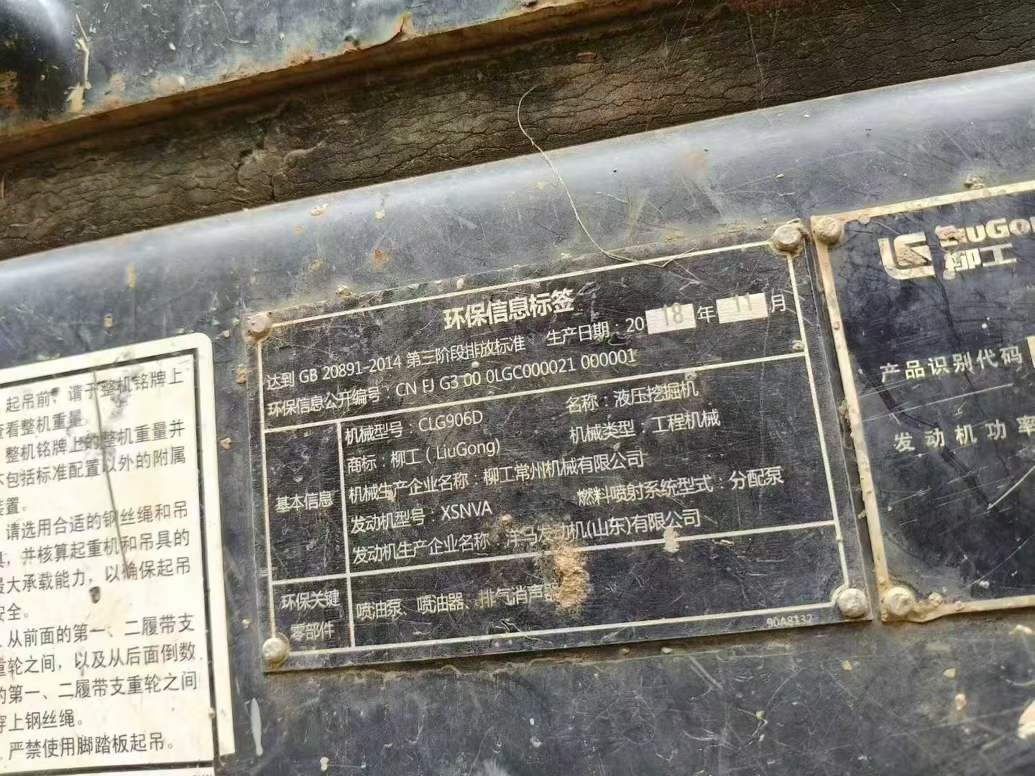 起吊前，请于整机铭牌上
查看整机重量。
整机铭牌上的整机重量并
不包括标准配置以外的附属
装置。
请选用合适的钢丝绳和吊
具，并核算起重机和吊具的
最大承载能力，以确保起吊
安全。
从前面的第一、二履带支
重轮之间，以及从后面倒数
的第一、二履带支重轮之间
穿上钢丝绳。
严禁使用脚踏板起吊。
环保信息标签
达到 GB 20891-2014 第三阶段排放标准 生产日期：2018年11月
环保信息公开编号：CN FJ G3 00 0LGC000021 000001
基本信息
机械型号：CLG906D 名称：液压挖掘机
商标：柳工（LiuGong） 机械类型：工程机械
机械生产企业名称：柳工常州机械有限公司
发动机型号：XSNVA 燃料喷射系统型式：分配泵
发动机生产企业名称：洋马发动机(山东)有限公司
环保关键
零部件
喷油泵、喷油器、排气消声器
90A8132
柳工
产品识别代码
发动机功率